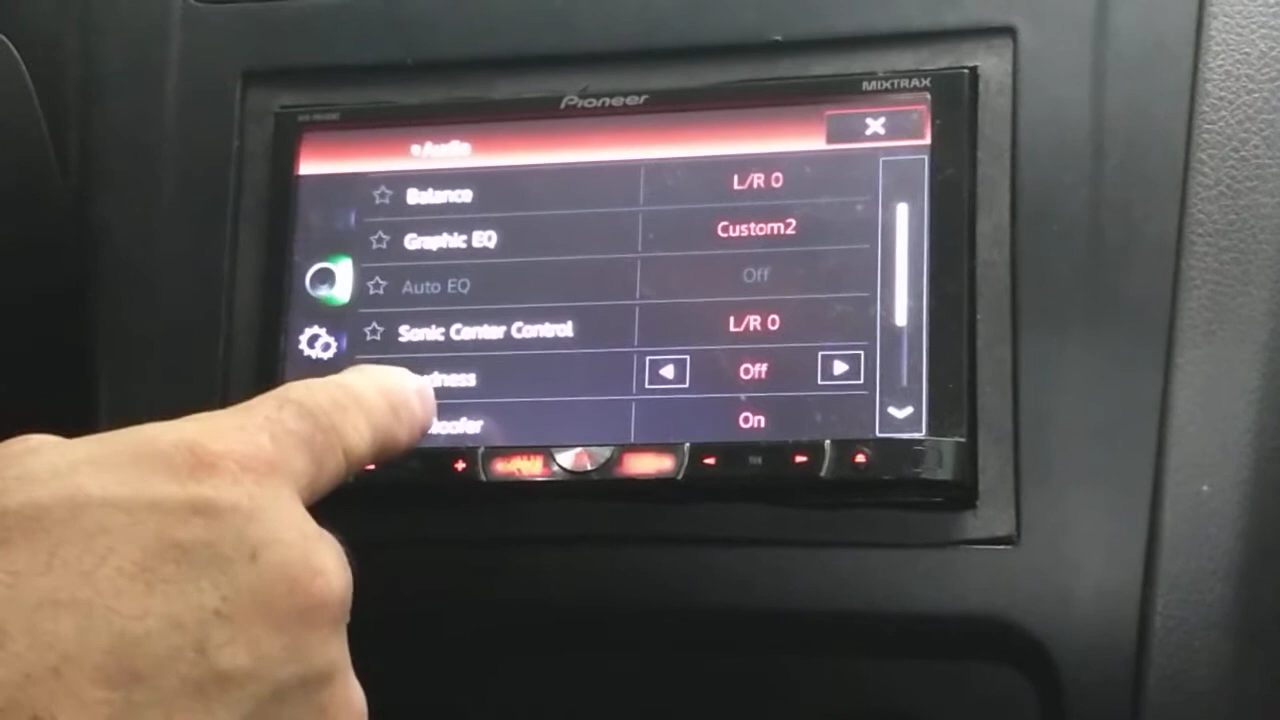 Pioneer
MIXTRAX
Audio
Balance L/R 0
Graphic EQ Custom2
Auto EQ Off
Sonic Center Control L/R 0
Off
On